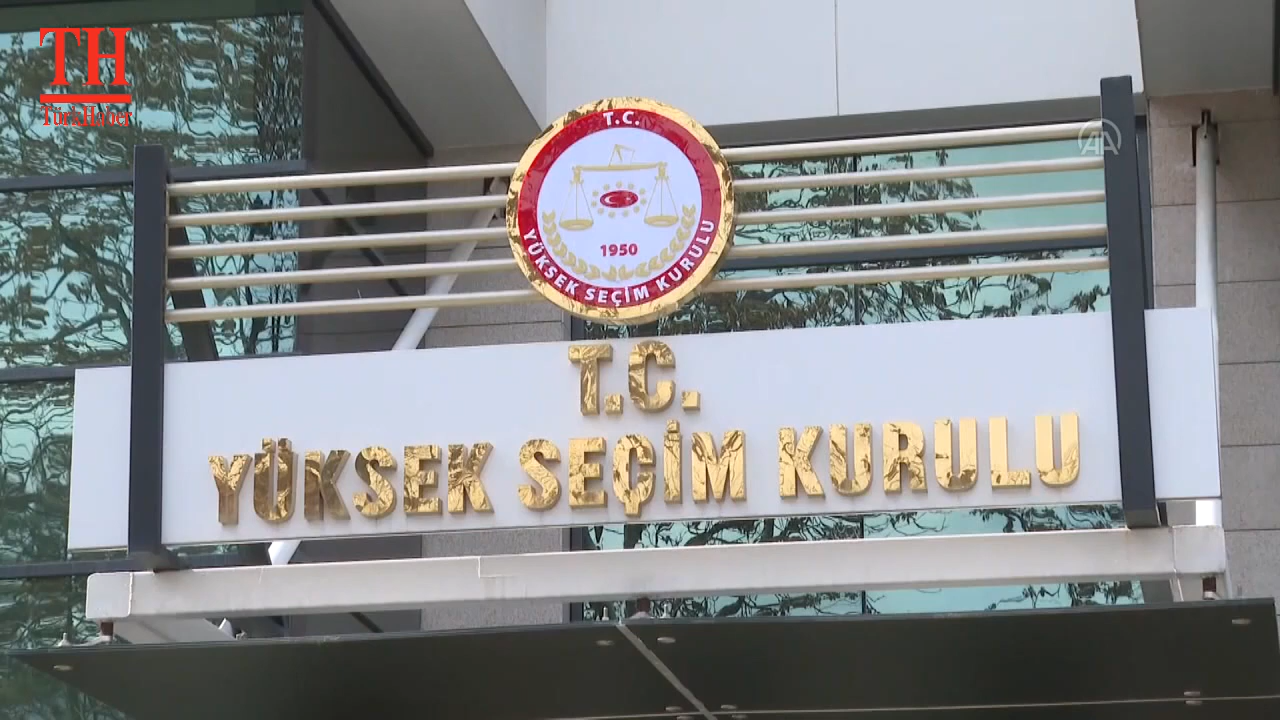 TH
TürkHaber
AA
T.C.
1950
YÜKSEK SEÇİM KURULU
T.C.
YÜKSEK SEÇİM KURULU